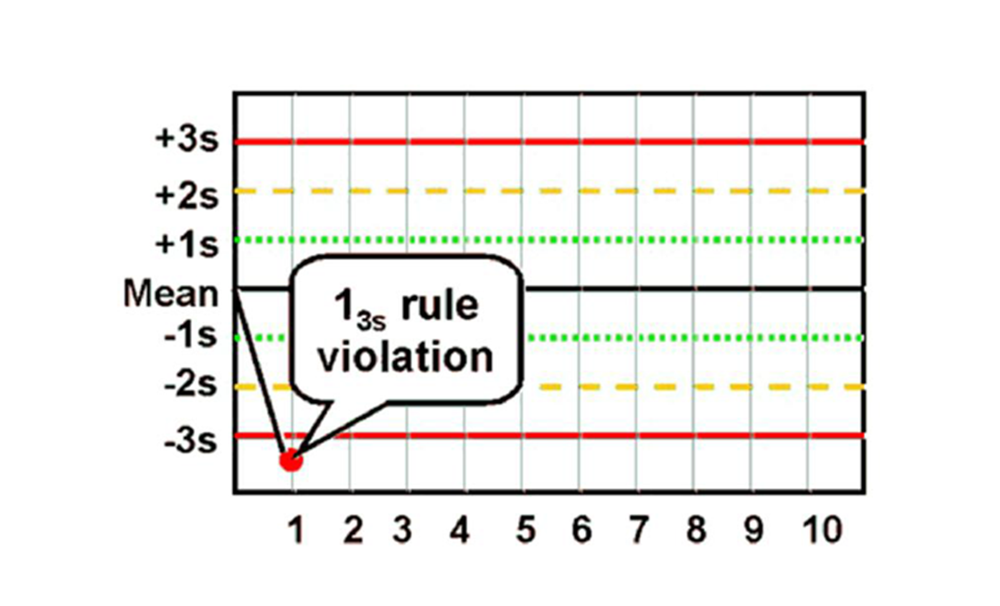 +3s
+2s
+1s
Mean
-1s
-2s
-3s
1₃ₛ rule
violation
1 2 3 4 5 6 7 8 9 10